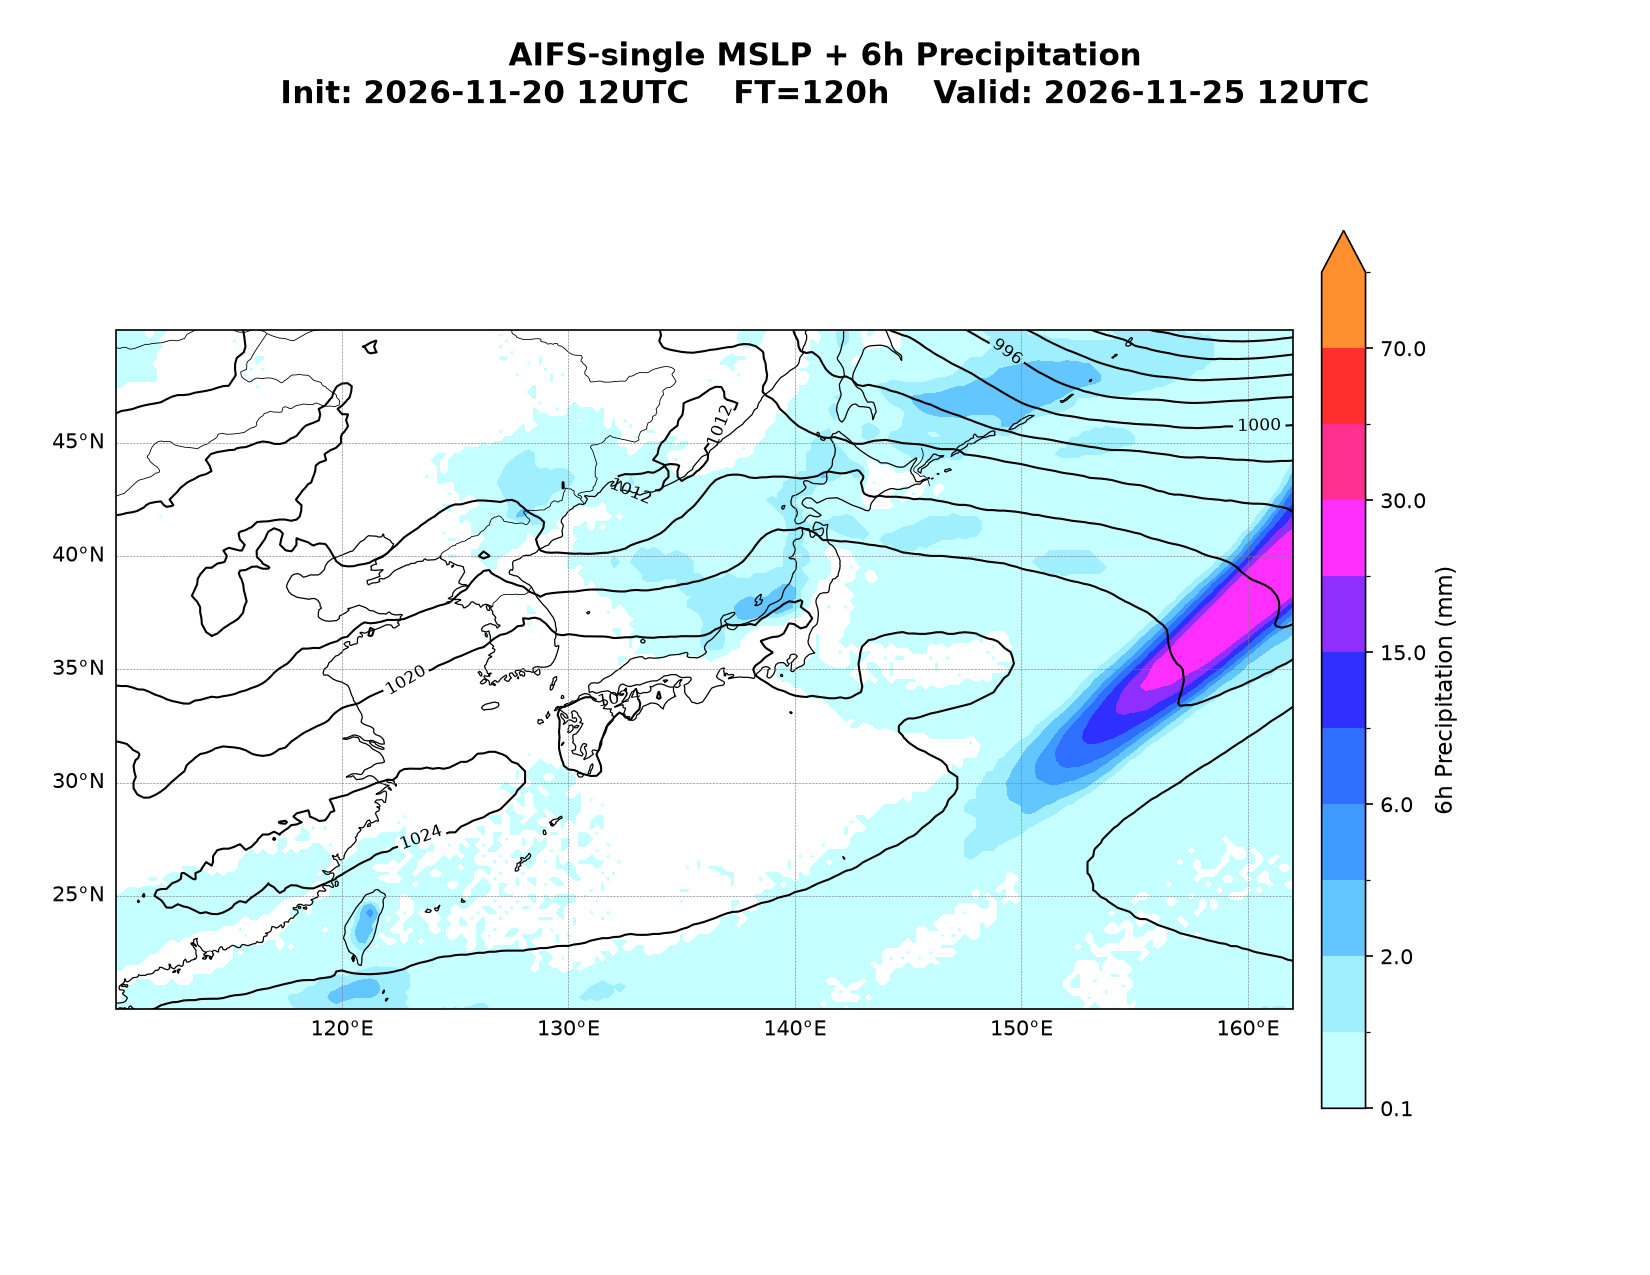 AIFS-single MSLP + 6h Precipitation
Init: 2026-11-20 12UTC    FT=120h    Valid: 2026-11-25 12UTC
996
1000
1012
1012
1020
1024
1024
45°N
40°N
35°N
30°N
25°N
120°E
130°E
140°E
150°E
160°E
70.0
30.0
15.0
6.0
2.0
0.1
6h Precipitation (mm)